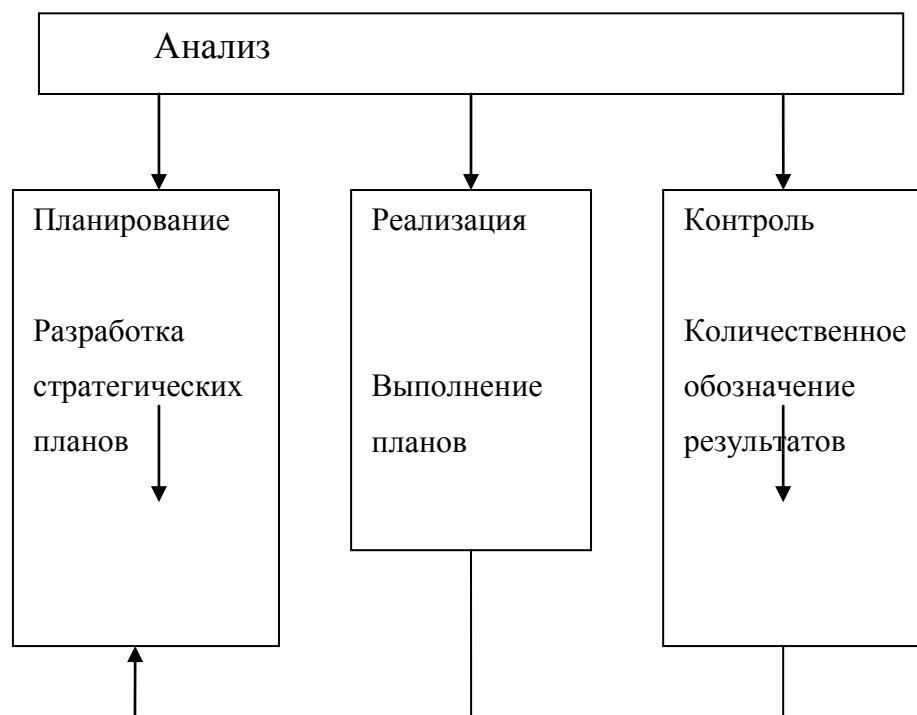 Анализ
Планирование
Разработка
стратегических
планов
Реализация
Выполнение
планов
Контроль
Количественное
обозначение
результатов